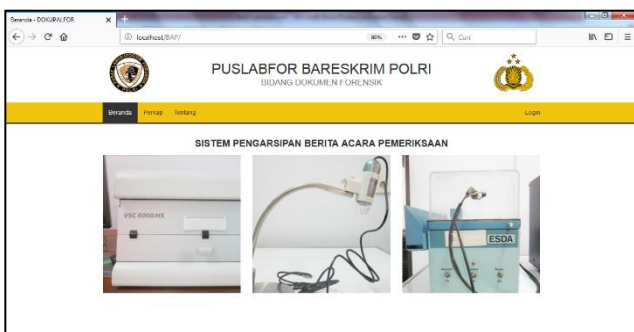 Beranda - DOKUPALFOR
localhost/BAP/
80%
Cari
PUSLABFOR BARESKRIM POLRI
BIDANG DOKUMEN FORENSIK
Beranda Perkap Tentang Login
SISTEM PENGARSIPAN BERITA ACARA PEMERIKSAAN
VSC 6000/HS
ESDA